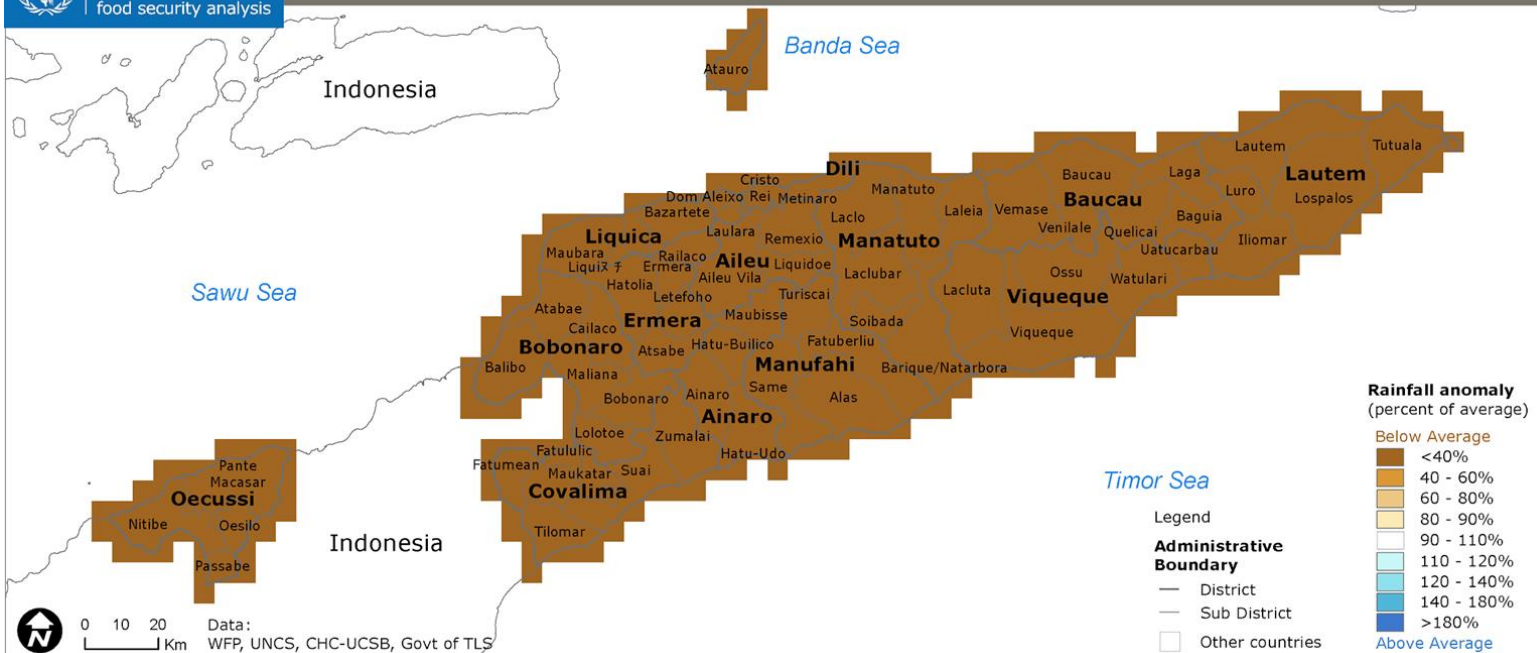 food security analysis
Banda Sea
Atauro
Indonesia
Tutuala
Lautem
Dili
Laga
Lautem
Cristo
Baucau
Manatuto
Luro
Lospalos
Dom Aleixo Rei Metinaro
Baucau
Bazartete
Laclo
Laleia
Vemase
Baguia
Laulara
Venilale
Quelicai
Liquica
Remexio
Manatuto
Iliomar
Maubara
Railaco
Uatucarbau
Liquiヌ チ
Ermera
Aileu
Liquidoe
Laclubar
Ossu
Watulari
Aileu Vila
Hatolia
Sawu Sea
Letefoho
Turiscai
Lacluta
Viqueque
Atabae
Maubisse
Cailaco
Ermera
Soibada
Viqueque
Bobonaro
Atsabe
Hatu-Builico
Fatuberliu
Balibo
Maliana
Manufahi
Barique/Natarbora
Same
Bobonaro
Ainaro
Alas
Ainaro
Lolotoe
Zumalai
Fatululic
Hatu-Udo
Fatumean
Maukatar
Suai
Pante
Macasar
Covalima
Oecussi
Timor Sea
Nitibe
Oesilo
Tilomar
Indonesia
Passabe
Rainfall anomaly
(percent of average)
Below Average
<40%
40 - 60%
60 - 80%
80 - 90%
90 - 110%
110 - 120%
120 - 140%
140 - 180%
>180%
Above Average
Legend
Administrative
Boundary
District
Sub District
Other countries
N
0 10 20
Km
Data:
WFP, UNCS, CHC-UCSB, Govt of TLS